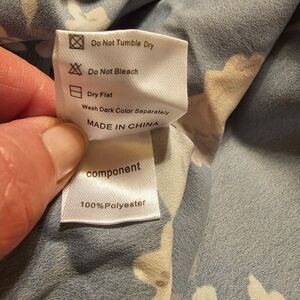 Do Not Tumble Dry
Do Not Bleach
Dry Flat
Wash Dark Color Separately
MADE IN CHINA
component
100%Polyester